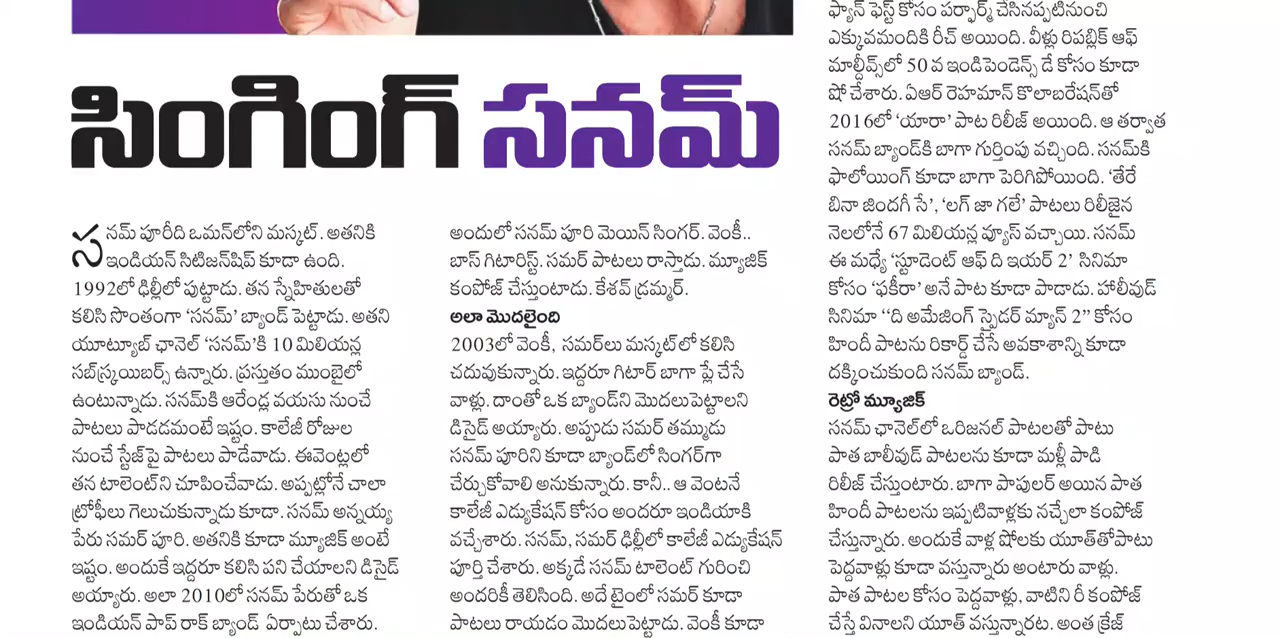 సింగింగ్ సనమ్
సనమ్ పూరీది ఒమన్‌లోని మస్కట్. అతనికి
ఇండియన్ సిటిజన్‌షిప్ కూడా ఉంది.
1992లో ఢిల్లీలో పుట్టాడు. తన స్నేహితులతో
కలిసి సొంతంగా ‘సనమ్’ బ్యాండ్ పెట్టాడు. అతని
యూట్యూబ్ ఛానెల్ ‘సనమ్’కి 10 మిలియన్ల
సబ్‌స్క్రయిబర్స్ ఉన్నారు. ప్రస్తుతం ముంబైలో
ఉంటున్నాడు. సనమ్‌కి ఆరేండ్ల వయసు నుంచే
పాటలు పాడడమంటే ఇష్టం. కాలేజీ రోజుల
నుంచే స్టేజ్‌పై పాటలు పాడేవాడు. ఈవెంట్లలో
తన టాలెంట్‌ని చూపించేవాడు. అప్పట్లోనే చాలా
ట్రోఫీలు గెలుచుకున్నాడు కూడా. సనమ్ అన్నయ్య
పేరు సమర్ పూరి. అతనికి కూడా మ్యూజిక్ అంటే
ఇష్టం. అందుకే ఇద్దరూ కలిసి పని చేయాలని డిసైడ్
అయ్యారు. అలా 2010లో సనమ్ పేరుతో ఒక
ఇండియన్ పాప్ రాక్ బ్యాండ్ ఏర్పాటు చేశారు.
అందులో సనమ్ పూరి మెయిన్ సింగర్. వెంకీ..
బాస్ గిటారిస్ట్. సమర్ పాటలు రాస్తాడు. మ్యూజిక్
కంపోజ్ చేస్తుంటాడు. కేశవ్ డ్రమ్మర్.
అలా మొదలైంది
2003లో వెంకీ, సమర్‌లు మస్కట్‌లో కలిసి
చదువుకున్నారు. ఇద్దరూ గిటార్ బాగా ప్లే చేసే
వాళ్లు. దాంతో ఒక బ్యాండ్‌ని మొదలుపెట్టాలని
డిసైడ్ అయ్యారు. అప్పుడు సమర్ తమ్ముడు
సనమ్ పూరిని కూడా బ్యాండ్‌లో సింగర్‌గా
చేర్చుకోవాలి అనుకున్నారు. కానీ.. ఆ వెంటనే
కాలేజీ ఎడ్యుకేషన్ కోసం అందరూ ఇండియాకి
వచ్చేశారు. సనమ్, సమర్ ఢిల్లీలో కాలేజీ ఎడ్యుకేషన్
పూర్తి చేశారు. అక్కడే సనమ్ టాలెంట్ గురించి
అందరికీ తెలిసింది. అదే టైంలో సమర్ కూడా
పాటలు రాయడం మొదలుపెట్టాడు. వెంకీ కూడా
ఫ్యాన్ ఫెస్ట్ కోసం పర్ఫార్మ్ చేసినప్పటినుంచి
ఎక్కువమందికి రీచ్ అయింది. వీళ్లు రిపబ్లిక్ ఆఫ్
మాల్దీవ్స్‌లో 50 వ ఇండిపెండెన్స్ డే కోసం కూడా
షో చేశారు. ఏఆర్ రెహమాన్ కొలాబరేషన్‌తో
2016లో ‘యారా’ పాట రిలీజ్ అయింది. ఆ తర్వాత
సనమ్ బ్యాండ్‌కి బాగా గుర్తింపు వచ్చింది. సనమ్‌కి
ఫాలోయింగ్ కూడా బాగా పెరిగిపోయింది. ‘తేరే
బినా జిందగీ సే’, ‘లగ్ జా గలే’ పాటలు రిలీజైన
నెలలోనే 67 మిలియన్ల వ్యూస్ వచ్చాయి. సనమ్
ఈ మధ్యే ‘స్టూడెంట్ ఆఫ్ ది ఇయర్ 2’ సినిమా
కోసం ‘ఫకీరా’ అనే పాట కూడా పాడాడు. హాలీవుడ్
సినిమా ‘‘ది అమేజింగ్ స్పైడర్ మ్యాన్ 2’’ కోసం
హిందీ పాటను రికార్డ్ చేసే అవకాశాన్ని కూడా
దక్కించుకుంది సనమ్ బ్యాండ్.
రెట్రో మ్యూజిక్
సనమ్ ఛానెల్‌లో ఒరిజనల్ పాటలతో పాటు
పాత బాలీవుడ్ పాటలను కూడా మళ్లీ పాడి
రిలీజ్ చేస్తుంటారు. బాగా పాపులర్ అయిన పాత
హిందీ పాటలను ఇప్పటివాళ్లకు నచ్చేలా కంపోజ్
చేస్తున్నారు. అందుకే వాళ్ల షోలకు యూత్‌తోపాటు
పెద్దవాళ్లు కూడా వస్తున్నారు అంటారు వాళ్లు.
పాత పాటల కోసం పెద్దవాళ్లు, వాటిని రీ కంపోజ్
చేస్తే వినాలని యూత్ వస్తున్నారట. అంత క్రేజ్